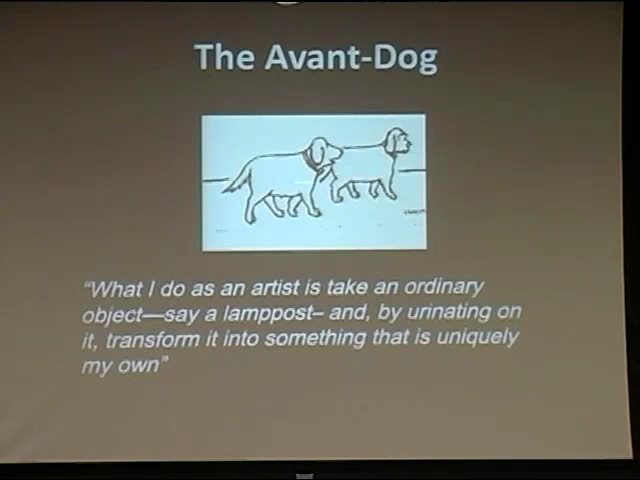 The Avant-Dog
“What I do as an artist is take an ordinary
object—say a lamppost– and, by urinating on
it, transform it into something that is uniquely
my own”